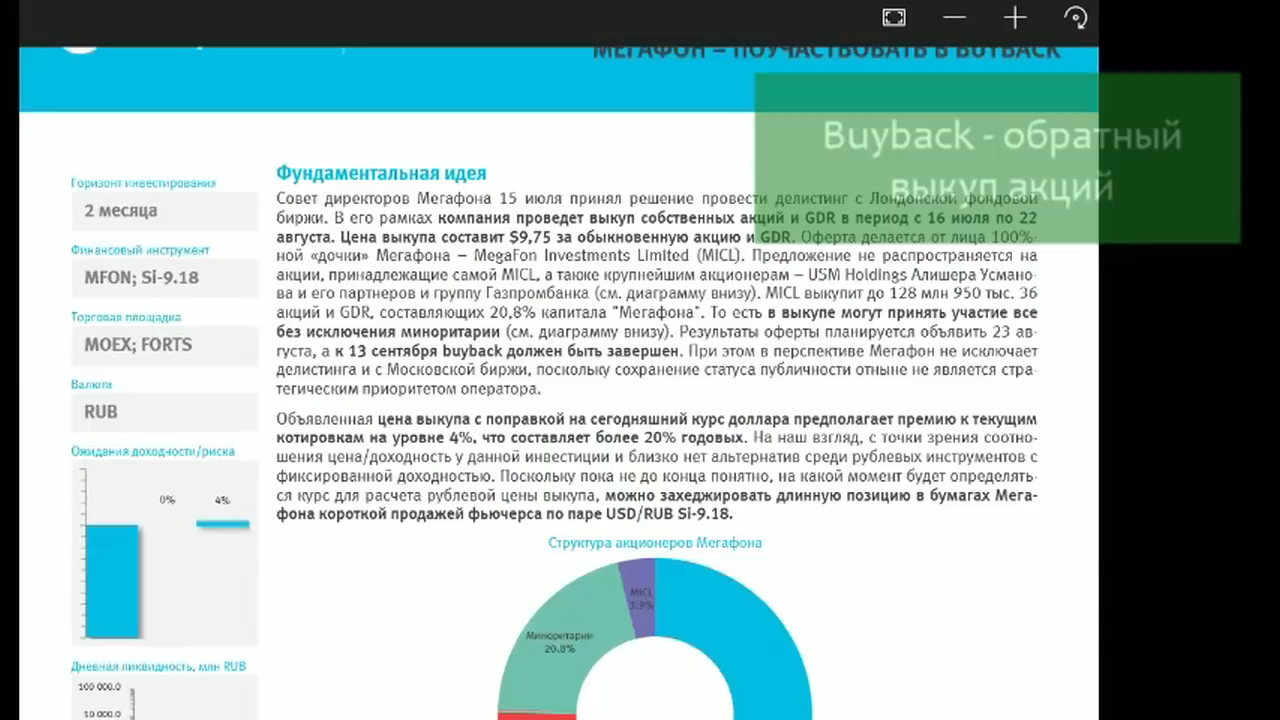 МЕГАФОН – ПОУЧАСТВОВАТЬ В BUYBACK
Buyback - обратный
выкуп акций
Горизонт инвестирования
2 месяца
Финансовый инструмент
MFON; Si-9.18
Торговая площадка
MOEX; FORTS
Валюта
RUB
Ожидания доходности/риска
0%
4%
Дневная ликвидность, млн RUB
100 000.0
10 000.0
Фундаментальная идея
Совет директоров Мегафона 15 июля принял решение провести делистинг с Лондонской фондовой
биржи. В его рамках компания проведет выкуп собственных акций и GDR в период с 16 июля по 22
августа. Цена выкупа составит $9,75 за обыкновенную акцию и GDR. Оферта делается от лица 100%-
ной «дочки» Мегафона – MegaFon Investments Limited (MICL). Предложение не распространяется на
акции, принадлежащие самой MICL, а также крупнейшим акционерам – USM Holdings Алишера Усмано-
ва и его партнеров и группу Газпромбанка (см. диаграмму внизу). MICL выкупит до 128 млн 950 тыс. 36
акций и GDR, составляющих 20,8% капитала "Мегафона". То есть в выкупе могут принять участие все
без исключения миноритарии (см. диаграмму внизу). Результаты оферты планируется объявить 23 ав-
густа, а к 13 сентября buyback должен быть завершен. При этом в перспективе Мегафон не исключает
делистинга и с Московской биржи, поскольку сохранение статуса публичности отныне не является стра-
тегическим приоритетом оператора.
Объявленная цена выкупа с поправкой на сегодняшний курс доллара предполагает премию к текущим
котировкам на уровне 4%, что составляет более 20% годовых. На наш взгляд, с точки зрения соотно-
шения цена/доходность у данной инвестиции и близко нет альтернатив среди рублевых инструментов с
фиксированной доходностью. Поскольку пока не до конца понятно, на какой момент будет определять-
ся курс для расчета рублевой цены выкупа, можно захеджировать длинную позицию в бумагах Мега-
фона короткой продажей фьючерса по паре USD/RUB Si-9.18.
Структура акционеров Мегафона
MICL
3.9%
Миноритарии
20.8%